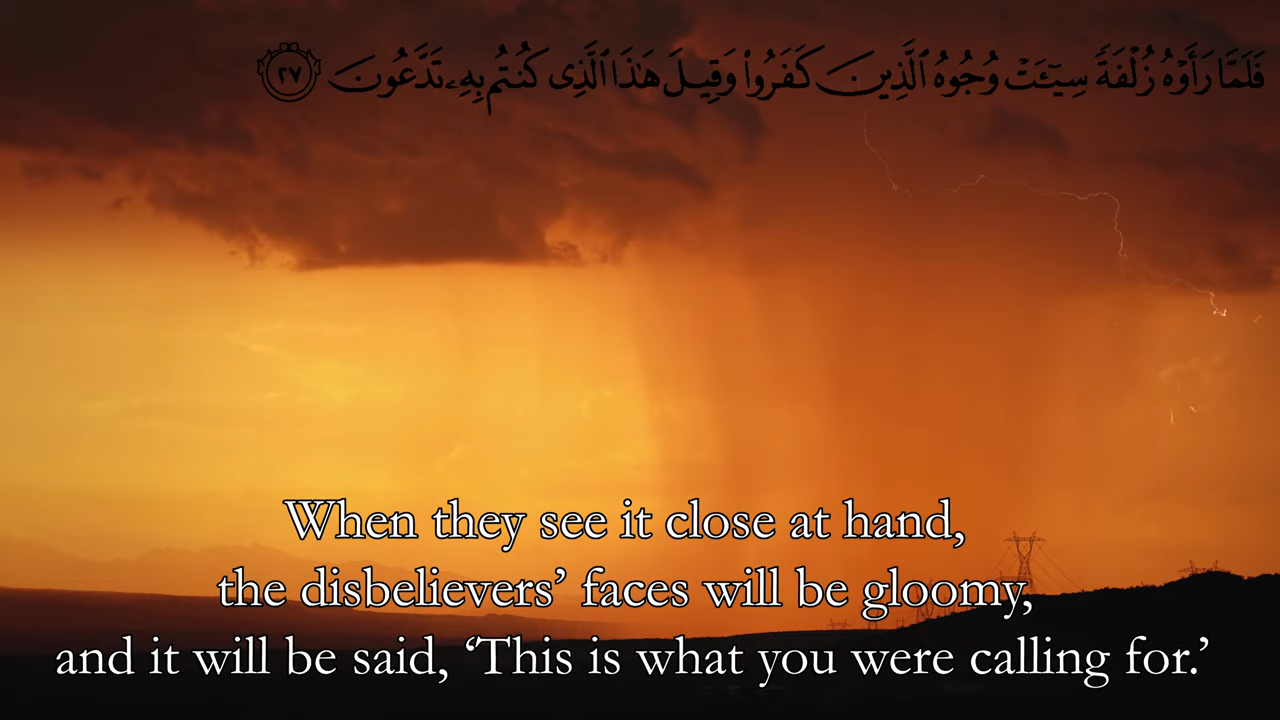 فَلَمَّا رَأَوْهُ زُلْفَةً سِيٓـَٔتْ وُجُوهُ ٱلَّذِينَ كَفَرُوا۟ وَقِيلَ هَٰذَا ٱلَّذِى كُنتُم بِهِۦ تَدَّعُونَ ٢٧
When they see it close at hand,
the disbelievers’ faces will be gloomy,
and it will be said, ‘This is what you were calling for.’